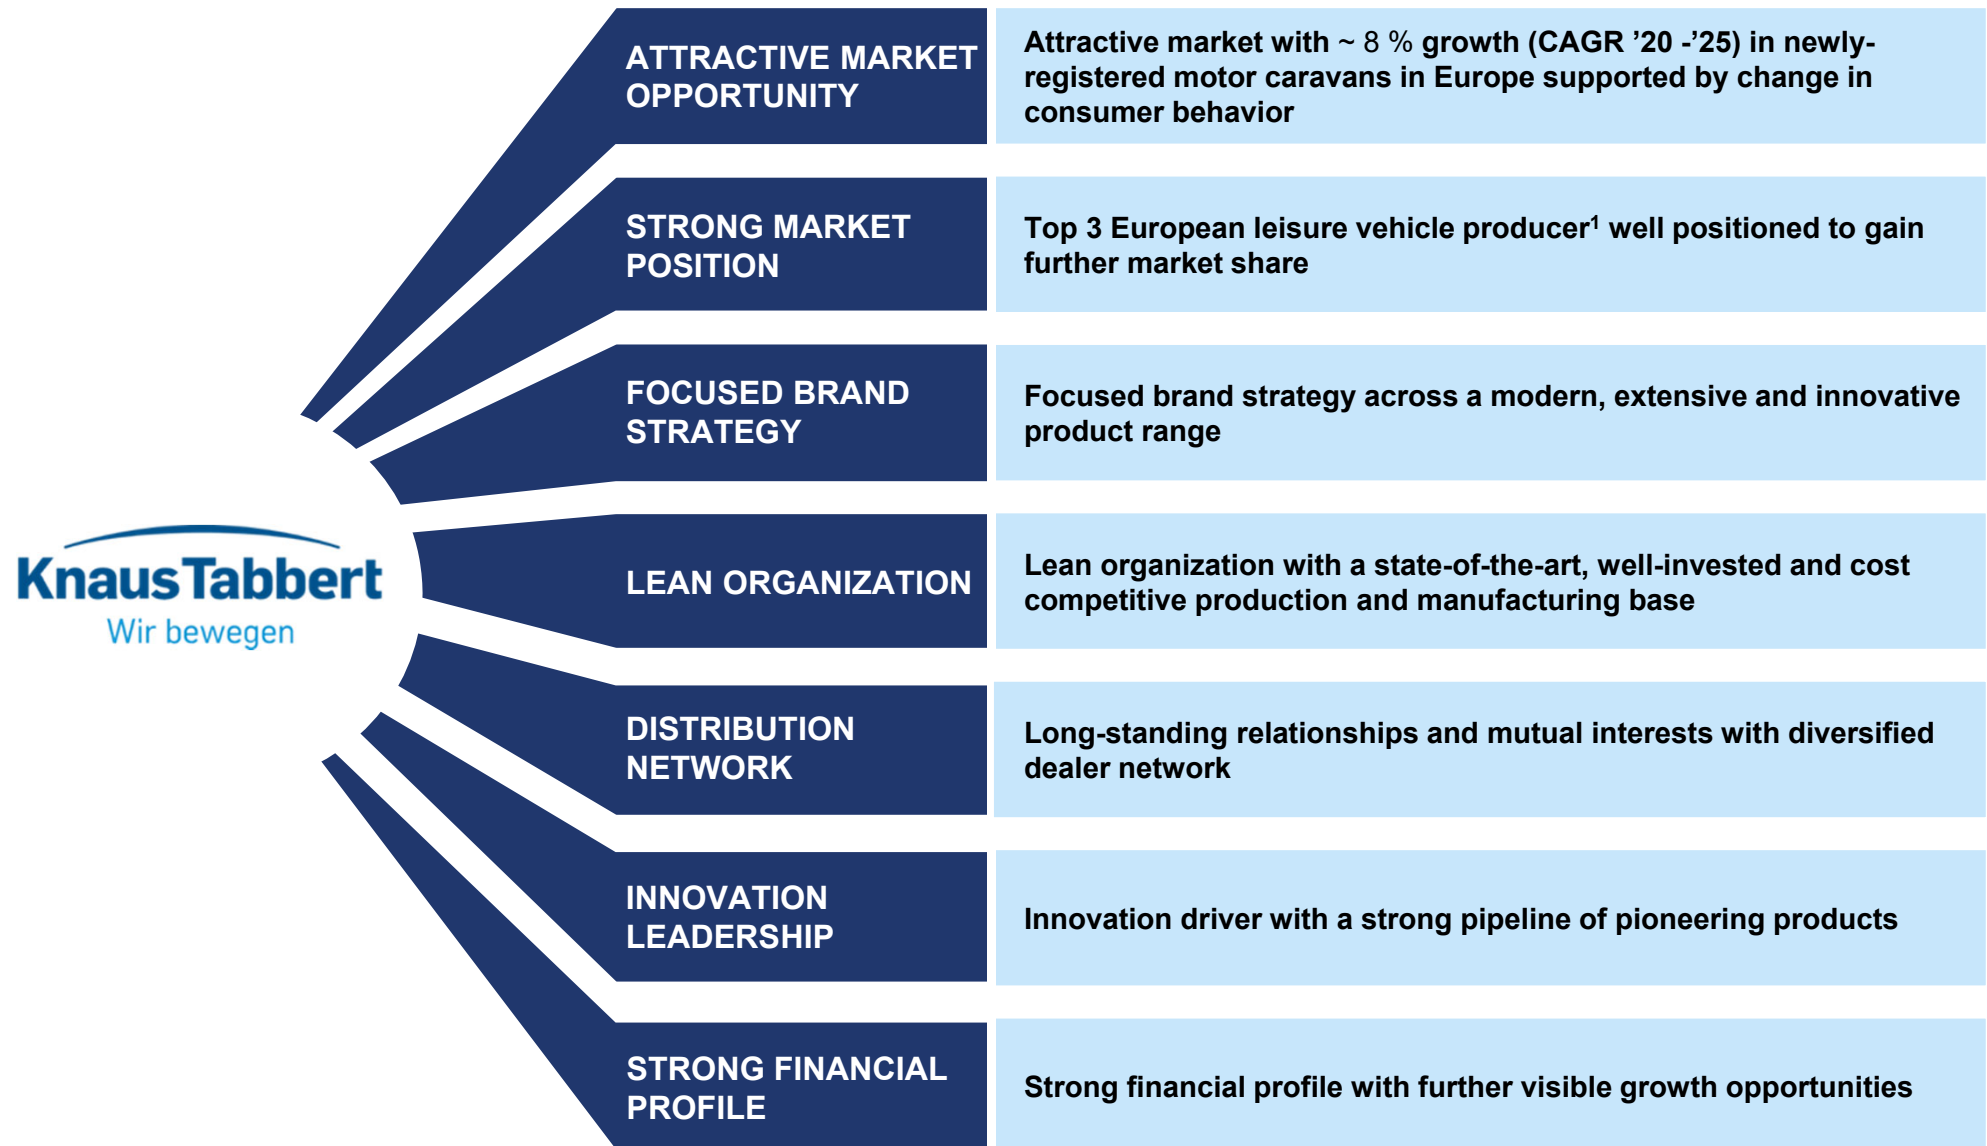 ATTRACTIVE MARKET
OPPORTUNITY
Attractive market with ~ 8 % growth (CAGR ’20 -’25) in newly-
registered motor caravans in Europe supported by change in
consumer behavior
STRONG MARKET
POSITION
Top 3 European leisure vehicle producer¹ well positioned to gain
further market share
FOCUSED BRAND
STRATEGY
Focused brand strategy across a modern, extensive and innovative
product range
KnausTabbert
Wir bewegen
LEAN ORGANIZATION
Lean organization with a state-of-the-art, well-invested and cost
competitive production and manufacturing base
DISTRIBUTION
NETWORK
Long-standing relationships and mutual interests with diversified
dealer network
INNOVATION
LEADERSHIP
Innovation driver with a strong pipeline of pioneering products
STRONG FINANCIAL
PROFILE
Strong financial profile with further visible growth opportunities